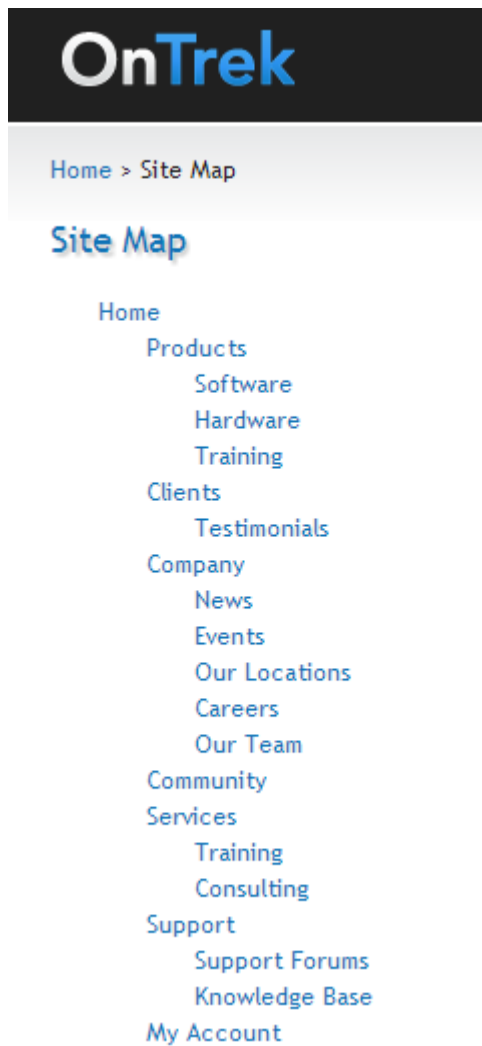 OnTrek
Home > Site Map
Site Map
Home
Products
Software
Hardware
Training
Clients
Testimonials
Company
News
Events
Our Locations
Careers
Our Team
Community
Services
Training
Consulting
Support
Support Forums
Knowledge Base
My Account